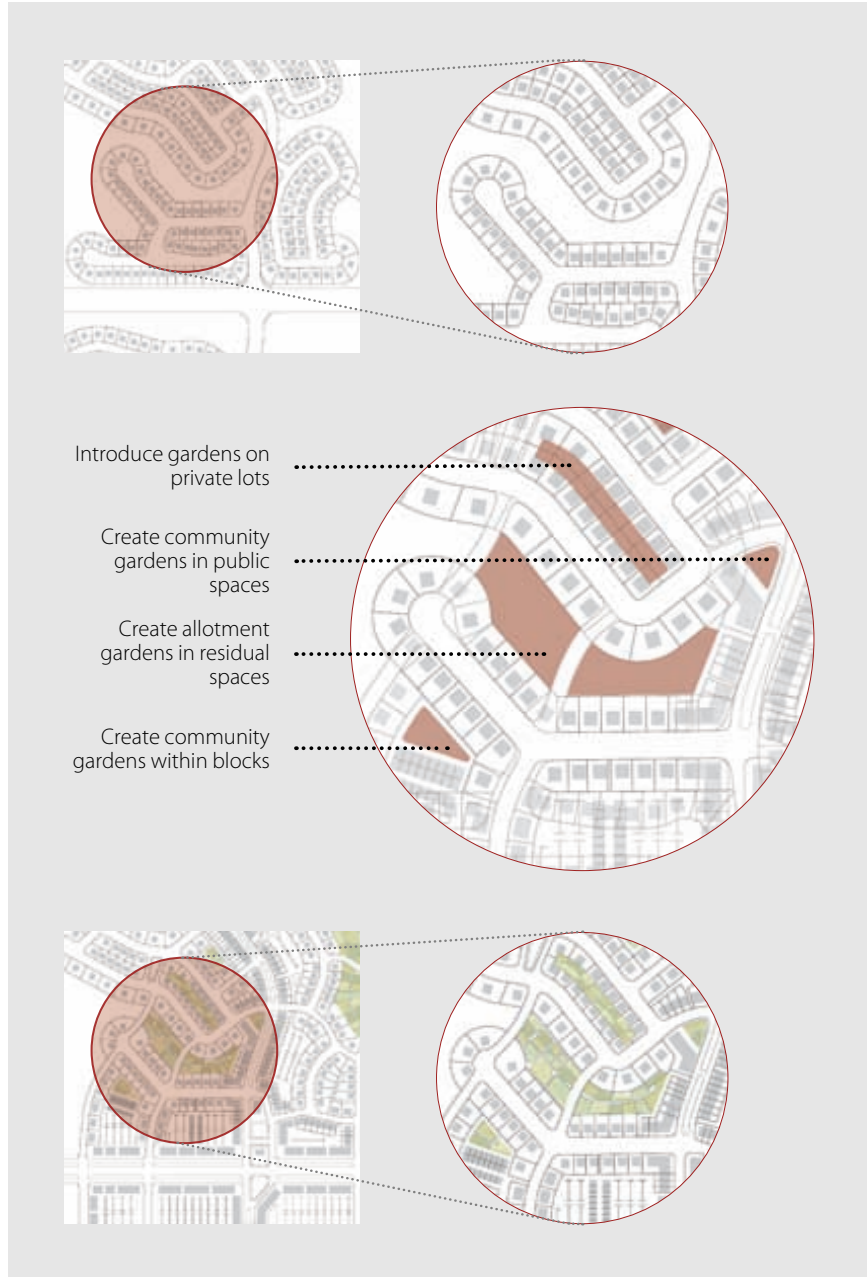 Introduce gardens on
private lots
Create community
gardens in public
spaces
Create allotment
gardens in residual
spaces
Create community
gardens within blocks